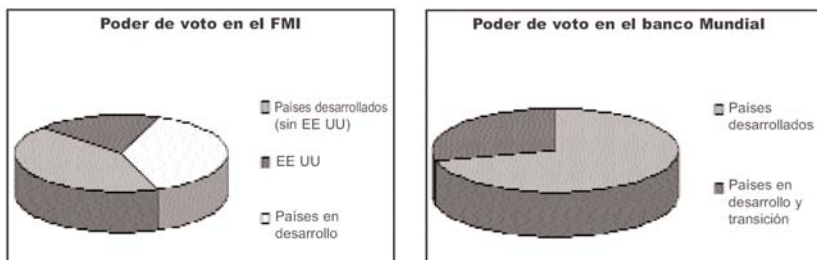 Poder de voto en el FMI
Países desarrollados
(sin EE UU)
EE UU
Países en
desarrollo
Poder de voto en el banco Mundial
Países
desarrollados
Países en
desarrollo y
transición